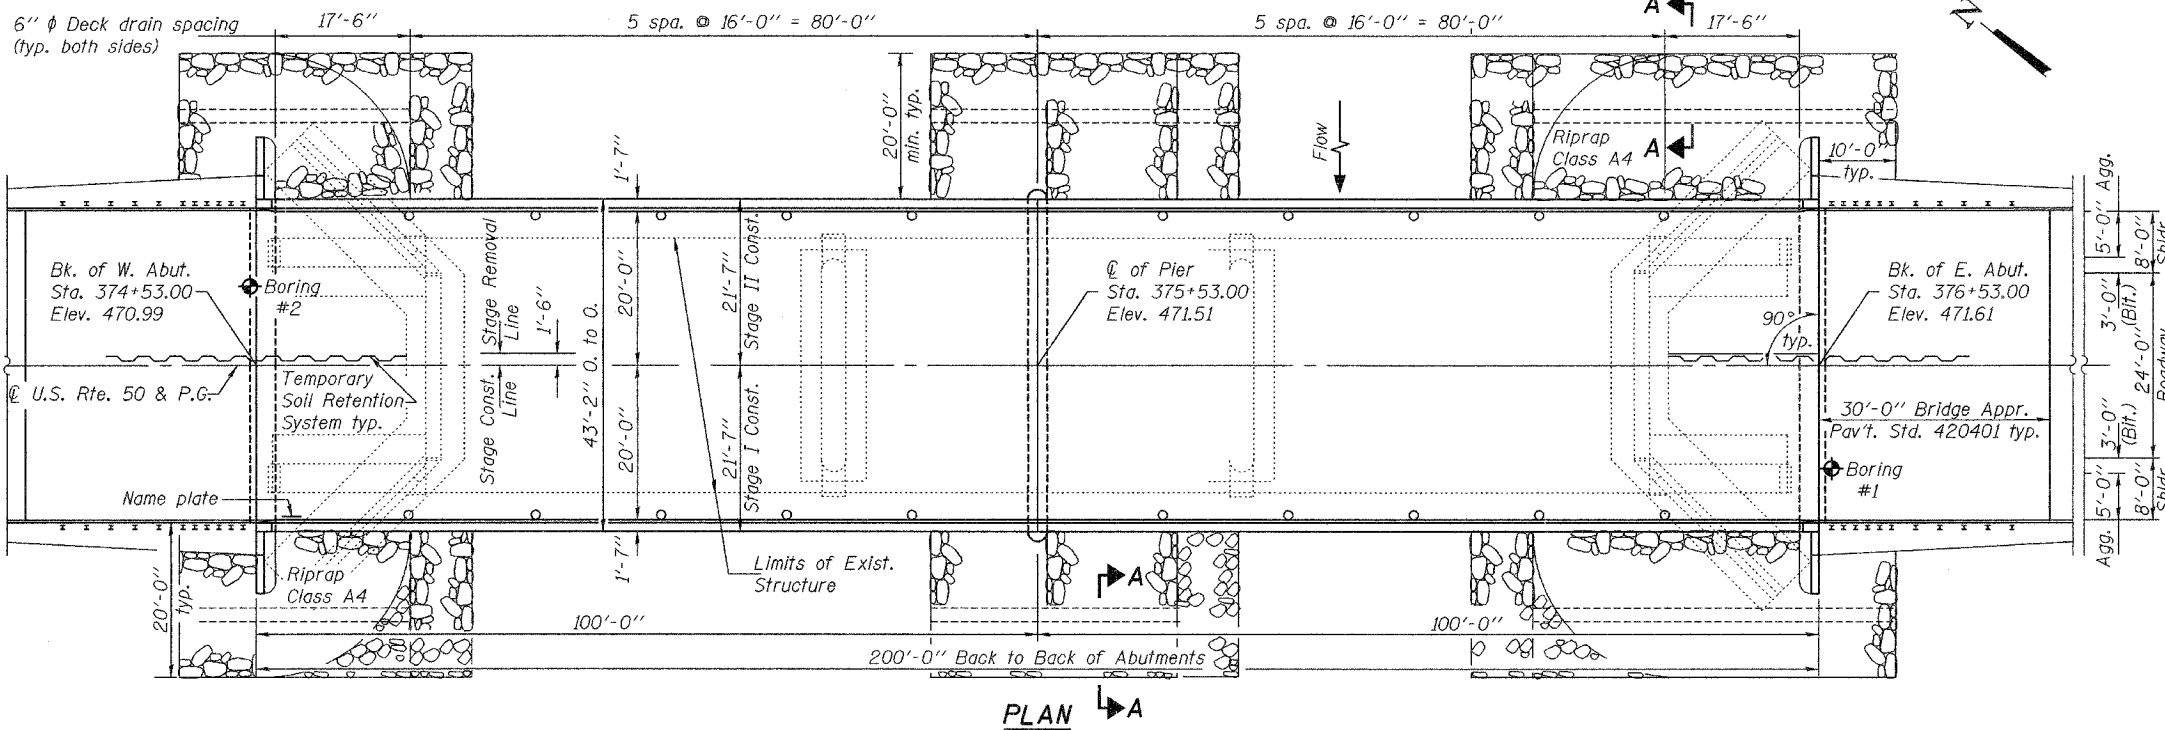 6″ ϕ Deck drain spacing
(typ. both sides)
17'-6″
5 spa. @ 16'-0″ = 80'-0″
5 spa. @ 16'-0″ = 80'-0″
A
17'-6″
N
20'-0″
min. typ.
Flow
Riprap
Class A4
A
10'-0″
typ.
1'-7″
Bk. of W. Abut.
Sta. 374+53.00
Elev. 470.99
Boring
#2
Stage Removal
Line
1'-6″
Stage Const.
Line
43'-2″ O. to O.
20'-0″
20'-0″
21'-7″
Stage II Const.
21'-7″
Stage I Const.
℄ of Pier
Sta. 375+53.00
Elev. 471.51
90°
typ.
Bk. of E. Abut.
Sta. 376+53.00
Elev. 471.61
5'-0″ Agg.
8'-0″
Shldr.
3'-0″
(Bit.)
24'-0″
Roadway
3'-0″
(Bit.)
Agg. 5'-0″
8'-0″
Shldr.
℄ U.S. Rte. 50 & P.G.
Temporary
Soil Retention
System typ.
30'-0″ Bridge Appr.
Pav't. Std. 420401 typ.
Boring
#1
Name plate
1'-7″
Limits of Exist.
Structure
Riprap
Class A4
20'-0″
typ.
A
100'-0″
100'-0″
200'-0″ Back to Back of Abutments
A
PLAN